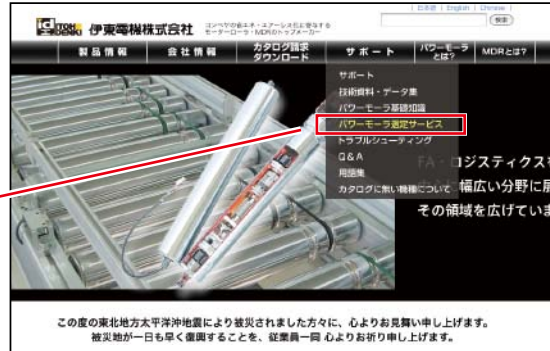 日本語 | English | Chinese |
id ITOH DENKI 伊東電機株式会社
コンベヤの省エネ・エアーレス化に寄与する
モーターローラ・MDRのトップメーカー
検索
製品情報
会社情報
カタログ請求
ダウンロード
サポート
パワーモーラ
とは?
MDRとは?
サポート
技術資料・データ集
パワーモーラ基礎知識
パワーモーラ選定サービス
トラブルシューティング
Q&A
用語集
カタログに無い機種について
FA・ロジスティクスを
幅広い分野に
その領域を広げていま
この度の東北地方太平洋沖地震により被災されました方々に、心よりお見舞い申し上げます。
被災地が一日も早く復興することを、従業員一同 心よりお祈り申し上げます。